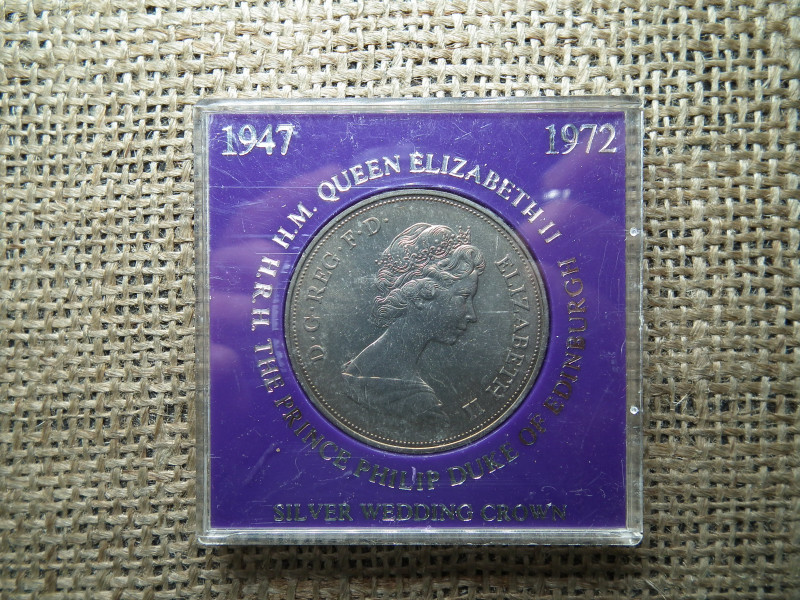 1947 1972
H.M. QUEEN ELIZABETH II
H.R.H. THE PRINCE PHILIP DUKE OF EDINBURGH
D·G·REG·F·D· ELIZABETH II
SILVER WEDDING CROWN